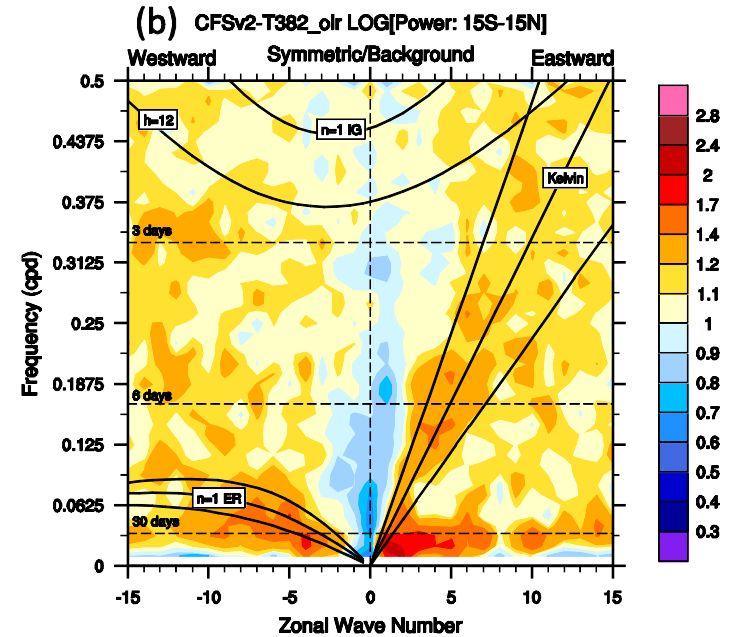 (b) CFSv2-T382_olr LOG[Power: 15S-15N]
Westward Symmetric/Background Eastward
0.5
0.4375
0.375
0.3125
0.25
0.1875
0.125
0.0625
0
Frequency (cpd)
h=12
n=1 IG
Kelvin
3 days
6 days
n=1 ER
30 days
-15 -10 -5 0 5 10 15
Zonal Wave Number
2.8
2.4
2
1.7
1.4
1.2
1.1
1
0.9
0.8
0.7
0.6
0.5
0.4
0.3